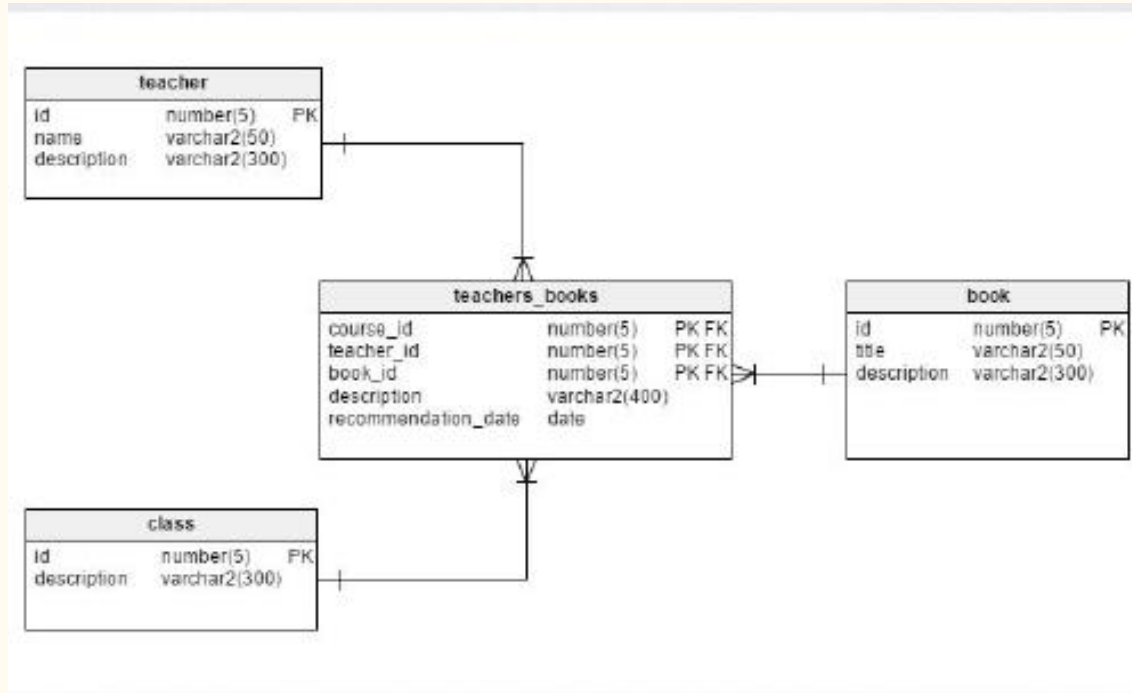 teacher
id number(5) PK
name varchar2(50)
description varchar2(300)
teachers_books
course_id number(5) PK FK
teacher_id number(5) PK FK
book_id number(5) PK FK
description varchar2(400)
recommendation_date date
book
id number(5) PK
title varchar2(50)
description varchar2(300)
class
id number(5) PK
description varchar2(300)